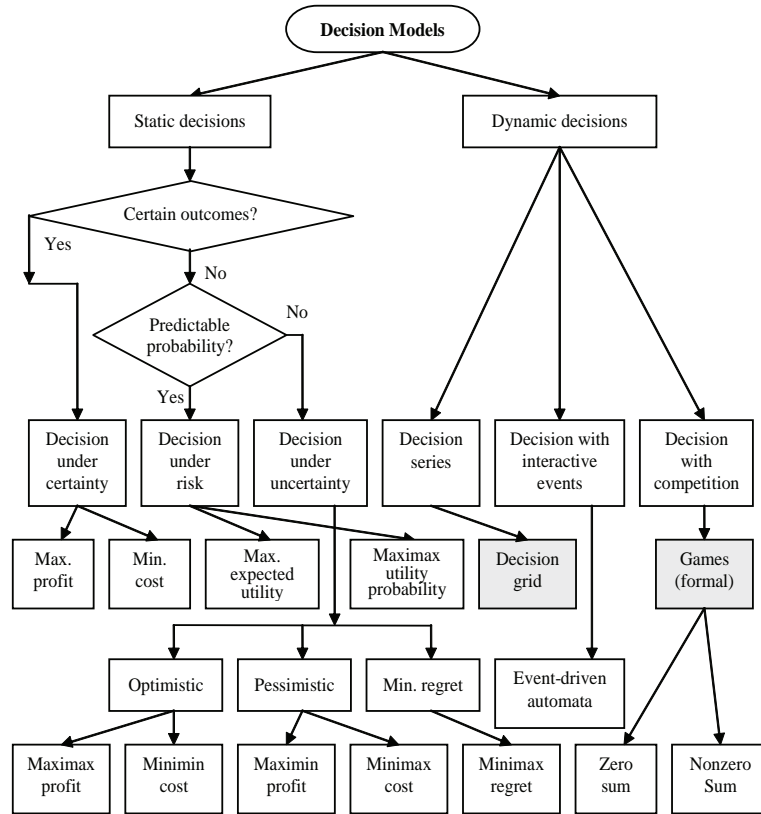 Decision Models
Static decisions
Dynamic decisions
Certain outcomes?
Yes
No
Predictable
probability?
No
Yes
Decision
under
certainty
Decision
under
risk
Decision
under
uncertainty
Decision
series
Decision with
interactive
events
Decision
with
competition
Max.
profit
Min.
cost
Max.
expected
utility
Maximax
utility
probability
Decision
grid
Games
(formal)
Optimistic
Pessimistic
Min. regret
Event-driven
automata
Maximax
profit
Minimin
cost
Maximin
profit
Minimax
cost
Minimax
regret
Zero
sum
Nonzero
Sum